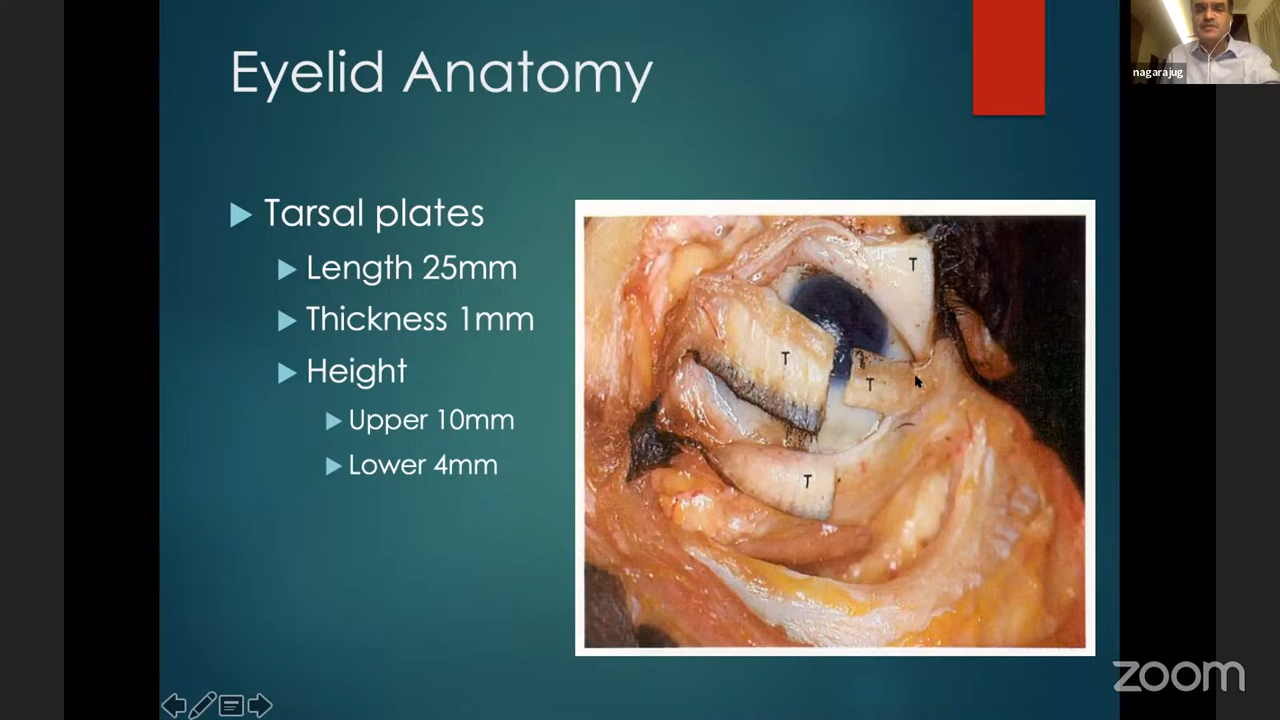 Eyelid Anatomy
nagarajug
Tarsal plates
Length 25mm
Thickness 1mm
Height
Upper 10mm
Lower 4mm
T
T
T
T
zoom